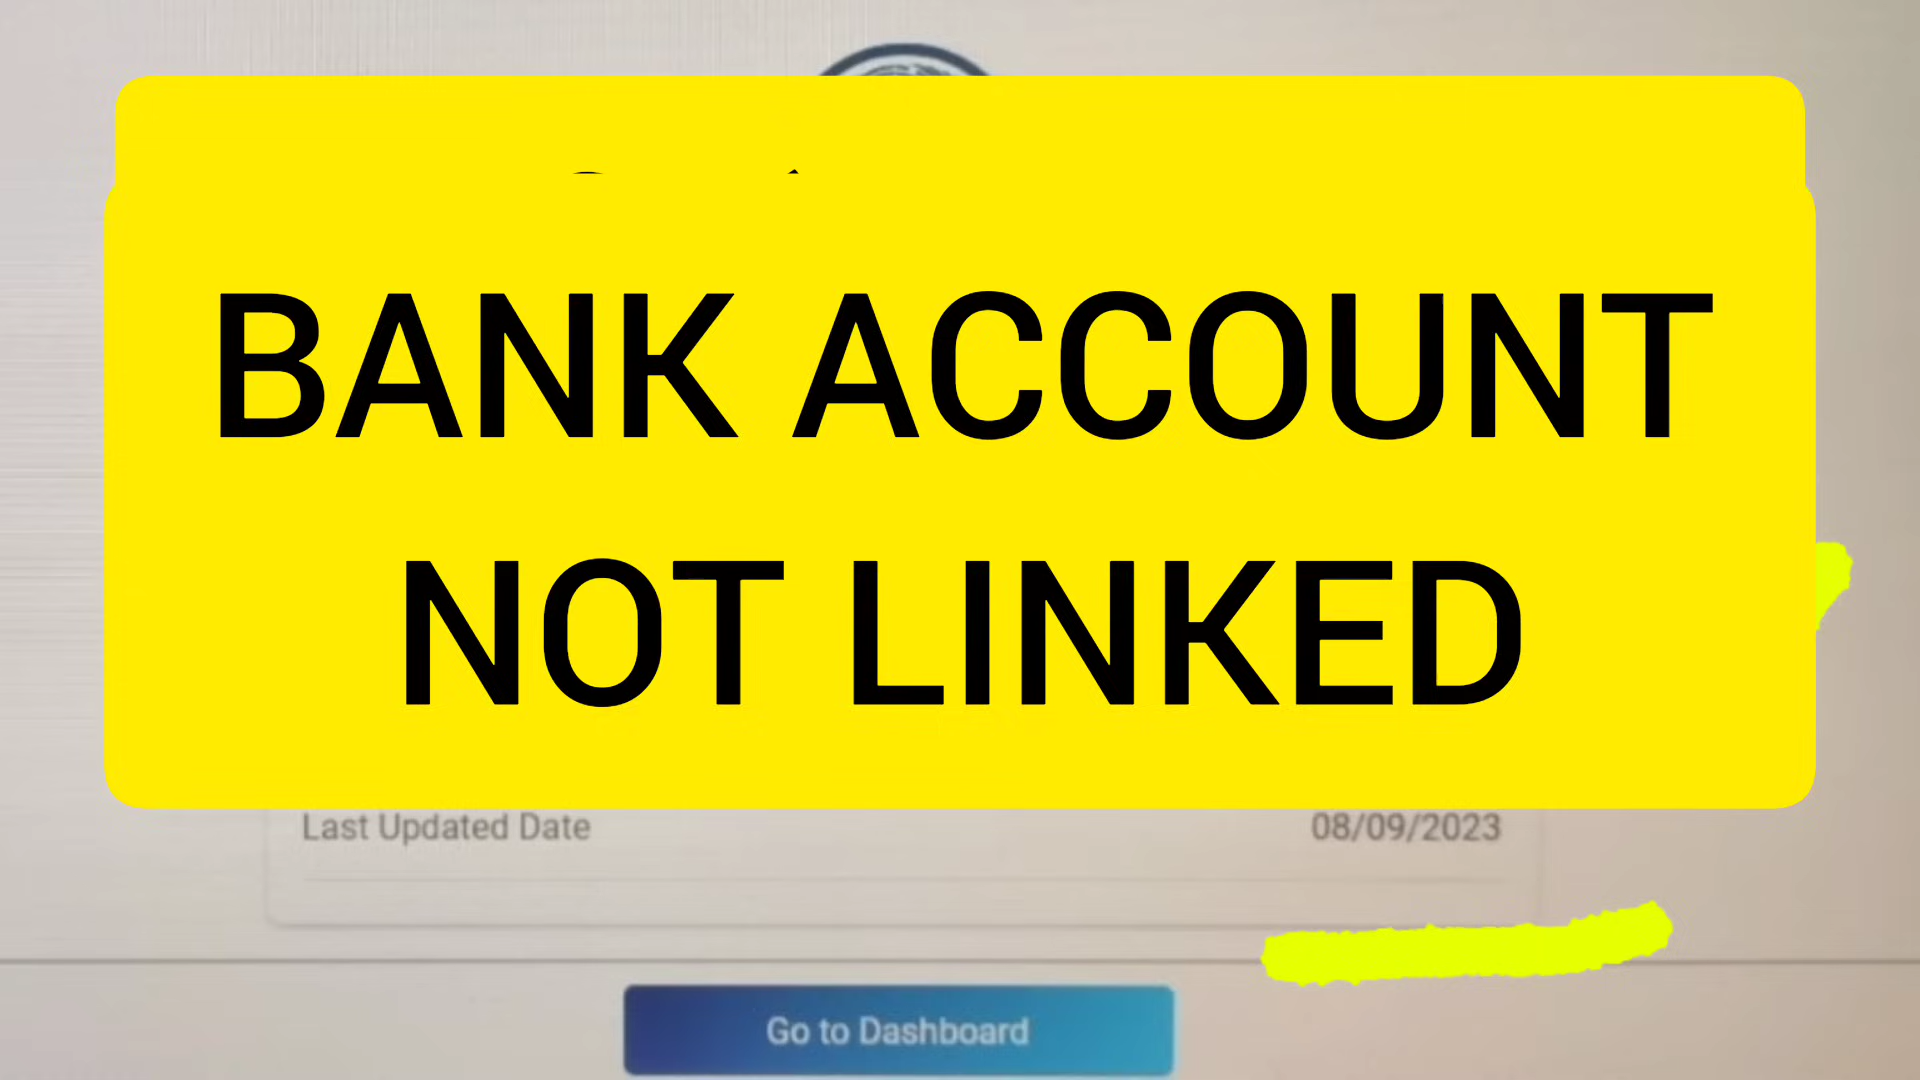 BANK ACCOUNT
NOT LINKED
Last Updated Date 08/09/2023
Go to Dashboard